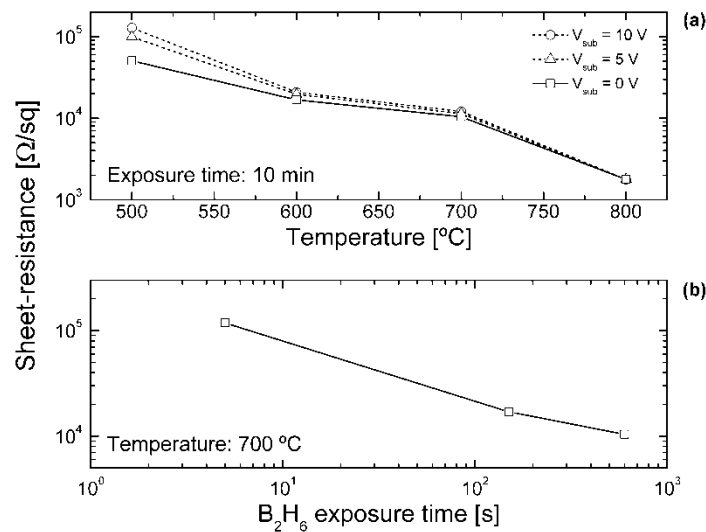 (a)
V_sub = 10 V
V_sub = 5 V
V_sub = 0 V
10^5
10^4
10^3
Exposure time: 10 min
500 550 600 650 700 750 800
Temperature [ºC]
Sheet-resistance [Ω/sq]
(b)
10^5
10^4
Temperature: 700 ºC
10^0 10^1 10^2 10^3
B_2H_6 exposure time [s]